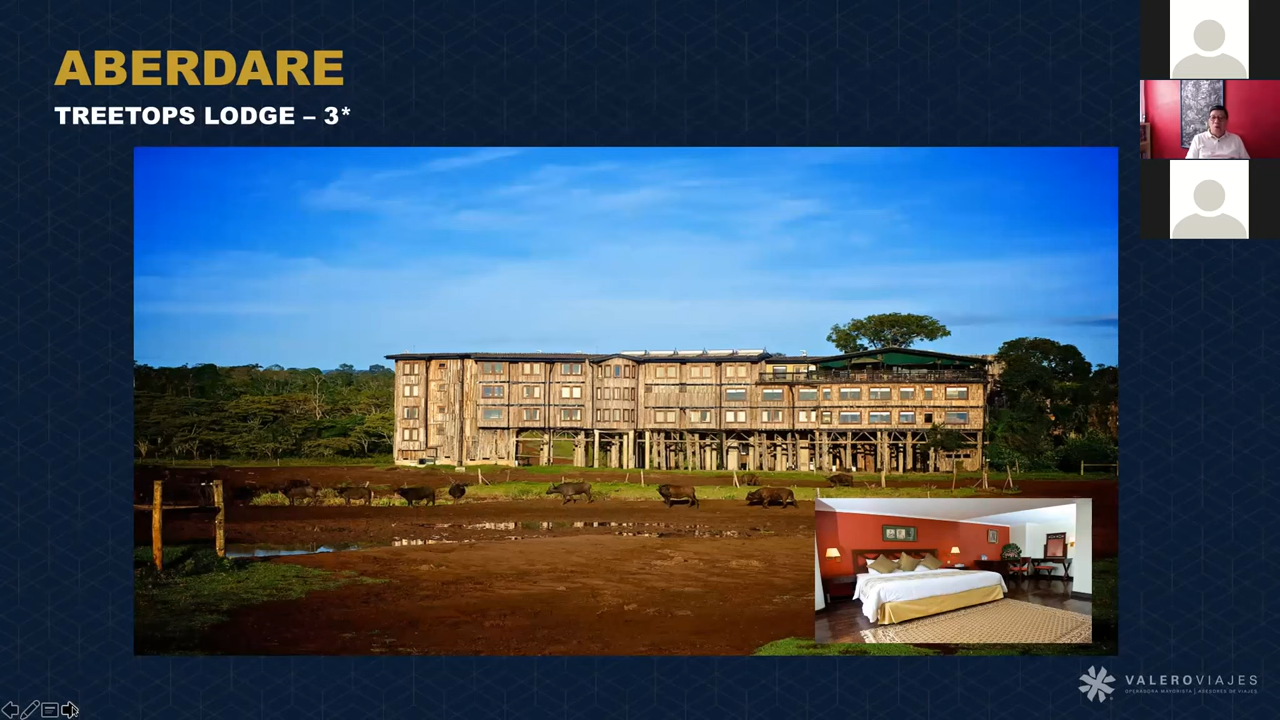 ABERDARE
TREETOPS LODGE – 3*
VALEROVIAJES
OPERADORA MAYORISTA | ASESORES DE VIAJES